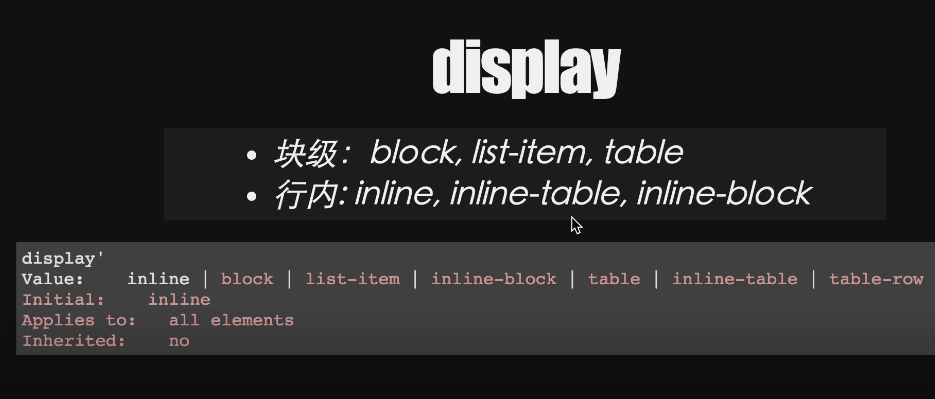 display
• 块级：block, list-item, table
• 行内: inline, inline-table, inline-block
display'
Value:    inline | block | list-item | inline-block | table | inline-table | table-row
Initial:    inline
Applies to:   all elements
Inherited:    no